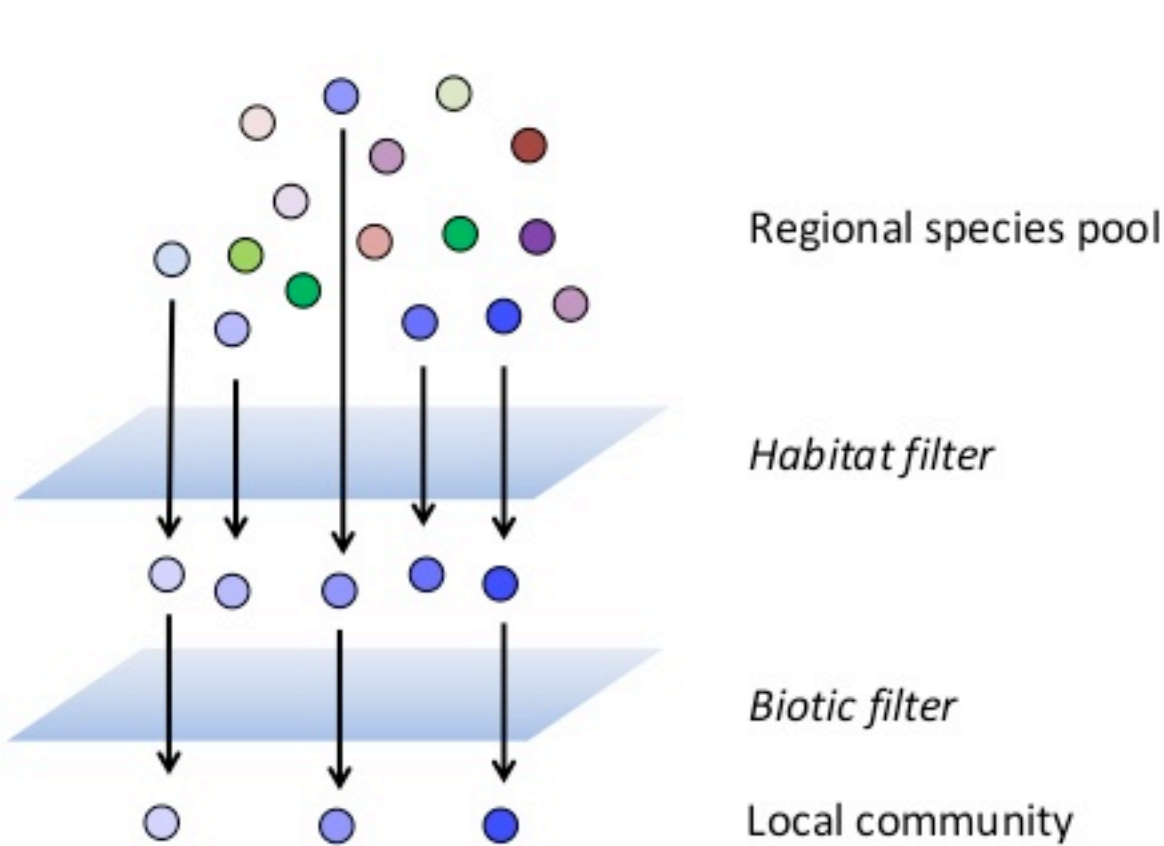 Regional species pool
Habitat filter
Biotic filter
Local community